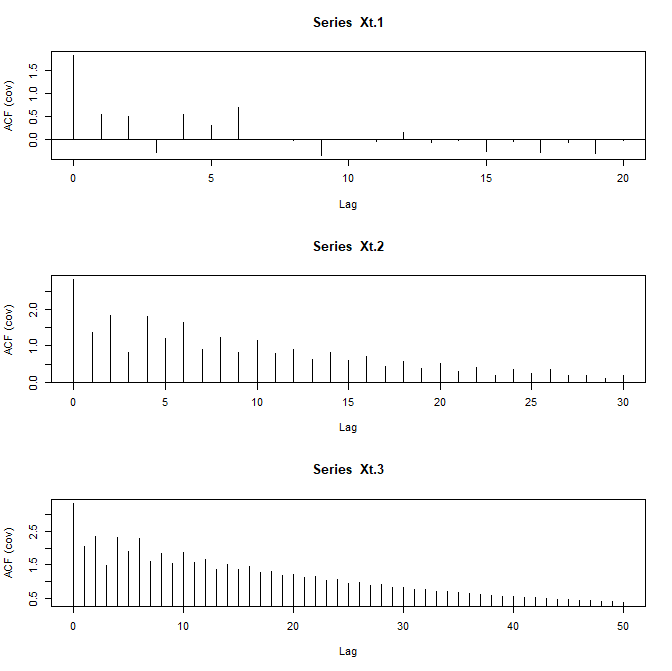 Series Xt.1
ACF (cov)
0.0 0.5 1.0 1.5
0 5 10 15 20
Lag
Series Xt.2
ACF (cov)
0.0 1.0 2.0
0 5 10 15 20 25 30
Lag
Series Xt.3
ACF (cov)
0.5 1.5 2.5
0 10 20 30 40 50
Lag